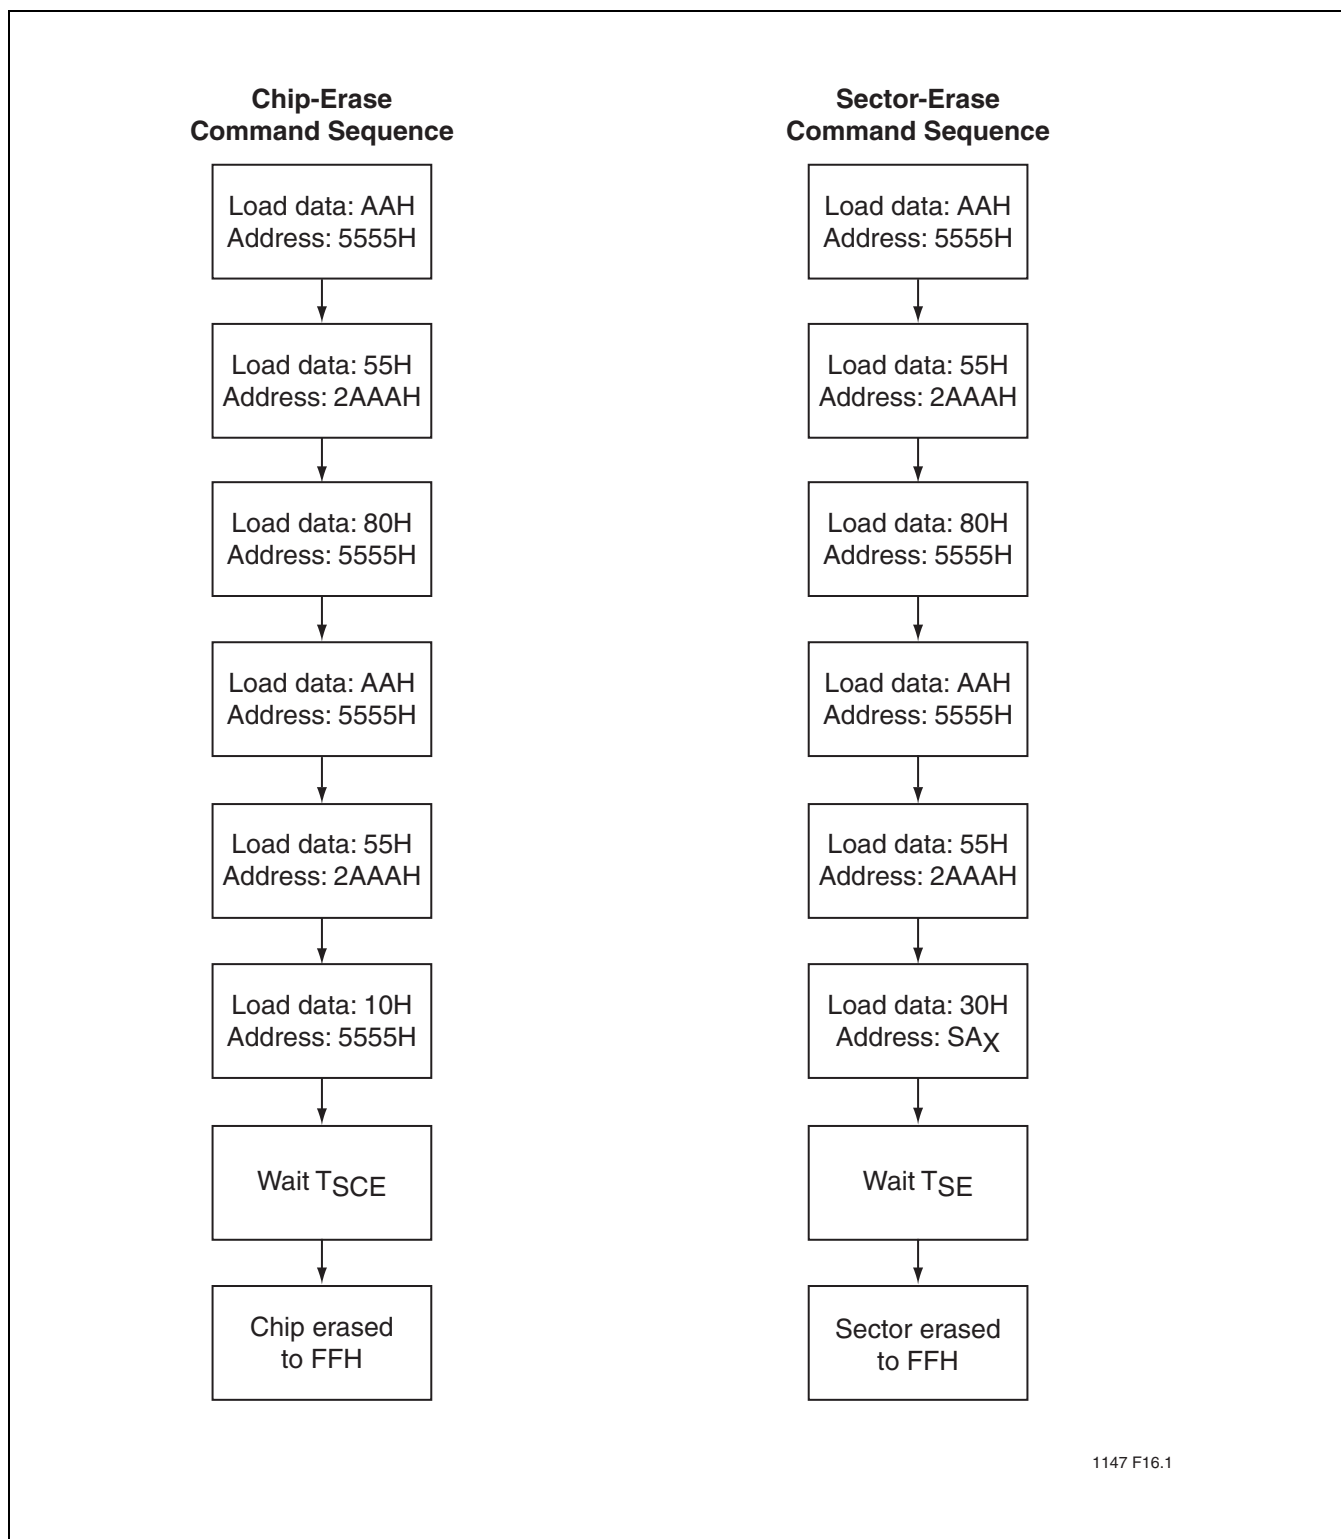 Chip-Erase
Command Sequence
Load data: AAH
Address: 5555H
Load data: 55H
Address: 2AAAH
Load data: 80H
Address: 5555H
Load data: AAH
Address: 5555H
Load data: 55H
Address: 2AAAH
Load data: 10H
Address: 5555H
Wait TSCE
Chip erased
to FFH
Sector-Erase
Command Sequence
Load data: AAH
Address: 5555H
Load data: 55H
Address: 2AAAH
Load data: 80H
Address: 5555H
Load data: AAH
Address: 5555H
Load data: 55H
Address: 2AAAH
Load data: 30H
Address: SAX
Wait TSE
Sector erased
to FFH
1147 F16.1